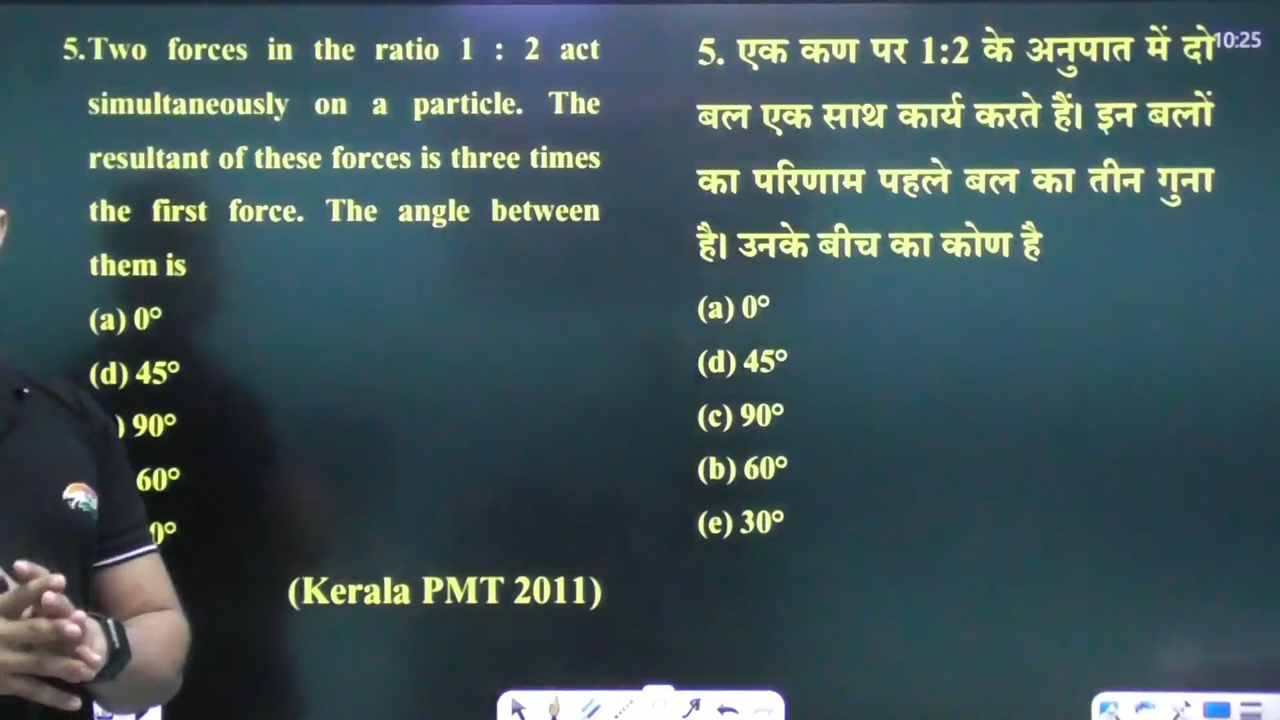 5.Two forces in the ratio 1 : 2 act
simultaneously on a particle. The
resultant of these forces is three times
the first force. The angle between
them is
(a) 0°
(d) 45°
) 90°
60°
0°
(Kerala PMT 2011)
10:25
5. एक कण पर 1:2 के अनुपात में दो
बल एक साथ कार्य करते हैं। इन बलों
का परिणाम पहले बल का तीन गुना
है। उनके बीच का कोण है
(a) 0°
(d) 45°
(c) 90°
(b) 60°
(e) 30°